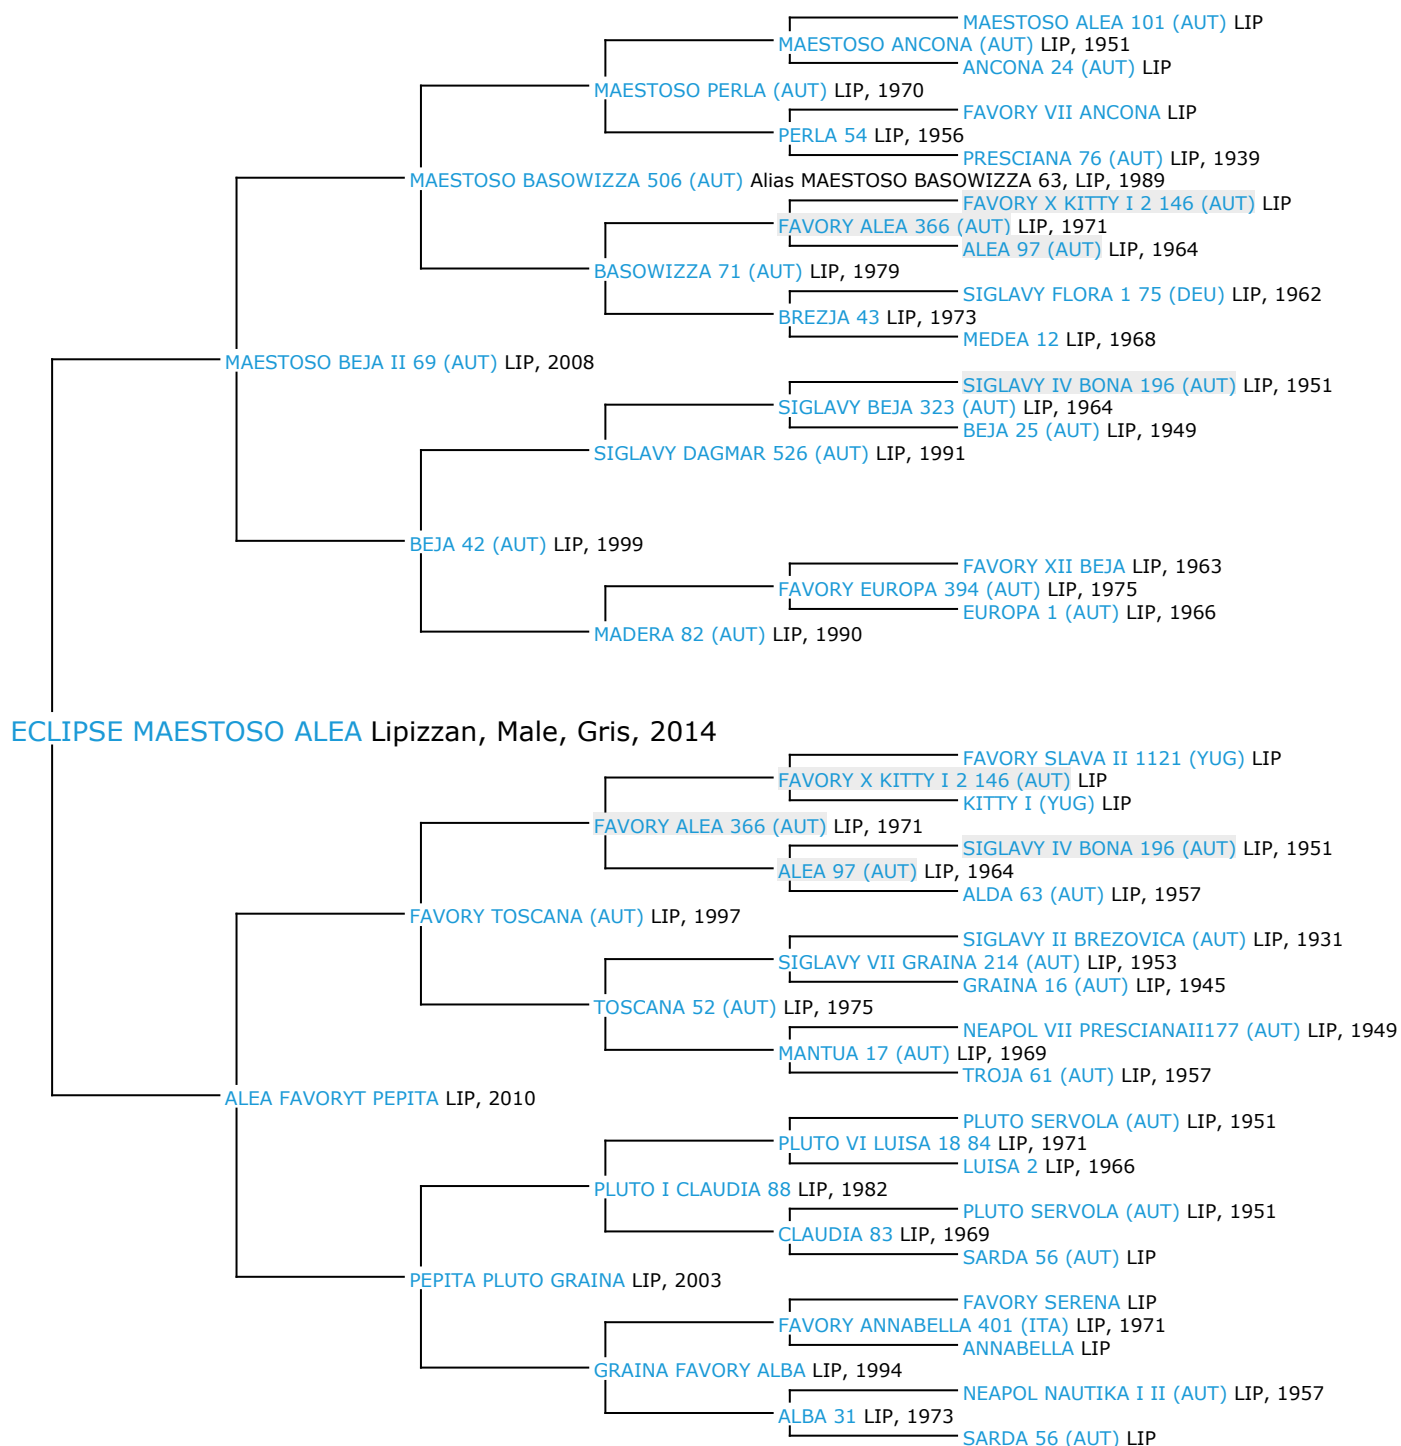 MAESTOSO ALEA 101 (AUT) LIP
MAESTOSO ANCONA (AUT) LIP, 1951
ANCONA 24 (AUT) LIP
MAESTOSO PERLA (AUT) LIP, 1970
FAVORY VII ANCONA LIP
PERLA 54 LIP, 1956
PRESCIANA 76 (AUT) LIP, 1939
MAESTOSO BASOWIZZA 506 (AUT) Alias MAESTOSO BASOWIZZA 63, LIP, 1989
FAVORY X KITTY I 2 146 (AUT) LIP
FAVORY ALEA 366 (AUT) LIP, 1971
ALEA 97 (AUT) LIP, 1964
BASOWIZZA 71 (AUT) LIP, 1979
SIGLAVY FLORA 1 75 (DEU) LIP, 1962
BREZJA 43 LIP, 1973
MEDEA 12 LIP, 1968
MAESTOSO BEJA II 69 (AUT) LIP, 2008
SIGLAVY IV BONA 196 (AUT) LIP, 1951
SIGLAVY BEJA 323 (AUT) LIP, 1964
BEJA 25 (AUT) LIP, 1949
SIGLAVY DAGMAR 526 (AUT) LIP, 1991
BEJA 42 (AUT) LIP, 1999
FAVORY XII BEJA LIP, 1963
FAVORY EUROPA 394 (AUT) LIP, 1975
EUROPA 1 (AUT) LIP, 1966
MADERA 82 (AUT) LIP, 1990
ECLIPSE MAESTOSO ALEA Lipizzan, Male, Gris, 2014
FAVORY SLAVA II 1121 (YUG) LIP
FAVORY X KITTY I 2 146 (AUT) LIP
KITTY I (YUG) LIP
FAVORY ALEA 366 (AUT) LIP, 1971
SIGLAVY IV BONA 196 (AUT) LIP, 1951
ALEA 97 (AUT) LIP, 1964
ALDA 63 (AUT) LIP, 1957
FAVORY TOSCANA (AUT) LIP, 1997
SIGLAVY II BREZOVICA (AUT) LIP, 1931
SIGLAVY VII GRAINA 214 (AUT) LIP, 1953
GRAINA 16 (AUT) LIP, 1945
TOSCANA 52 (AUT) LIP, 1975
NEAPOL VII PRESCIANAII177 (AUT) LIP, 1949
MANTUA 17 (AUT) LIP, 1969
TROJA 61 (AUT) LIP, 1957
ALEA FAVORYT PEPITA LIP, 2010
PLUTO SERVOLA (AUT) LIP, 1951
PLUTO VI LUISA 18 84 LIP, 1971
LUISA 2 LIP, 1966
PLUTO I CLAUDIA 88 LIP, 1982
PLUTO SERVOLA (AUT) LIP, 1951
CLAUDIA 83 LIP, 1969
SARDA 56 (AUT) LIP
PEPITA PLUTO GRAINA LIP, 2003
FAVORY SERENA LIP
FAVORY ANNABELLA 401 (ITA) LIP, 1971
ANNABELLA LIP
GRAINA FAVORY ALBA LIP, 1994
NEAPOL NAUTIKA I II (AUT) LIP, 1957
ALBA 31 LIP, 1973
SARDA 56 (AUT) LIP